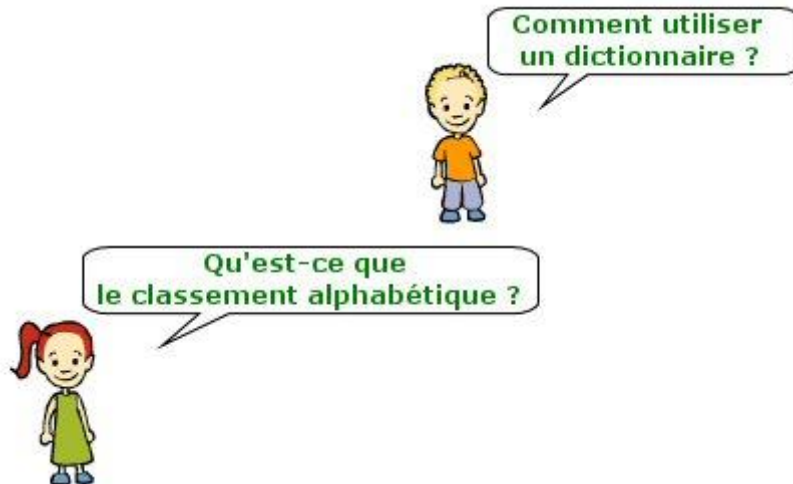 Comment utiliser
un dictionnaire ?
Qu'est-ce que
le classement alphabétique ?